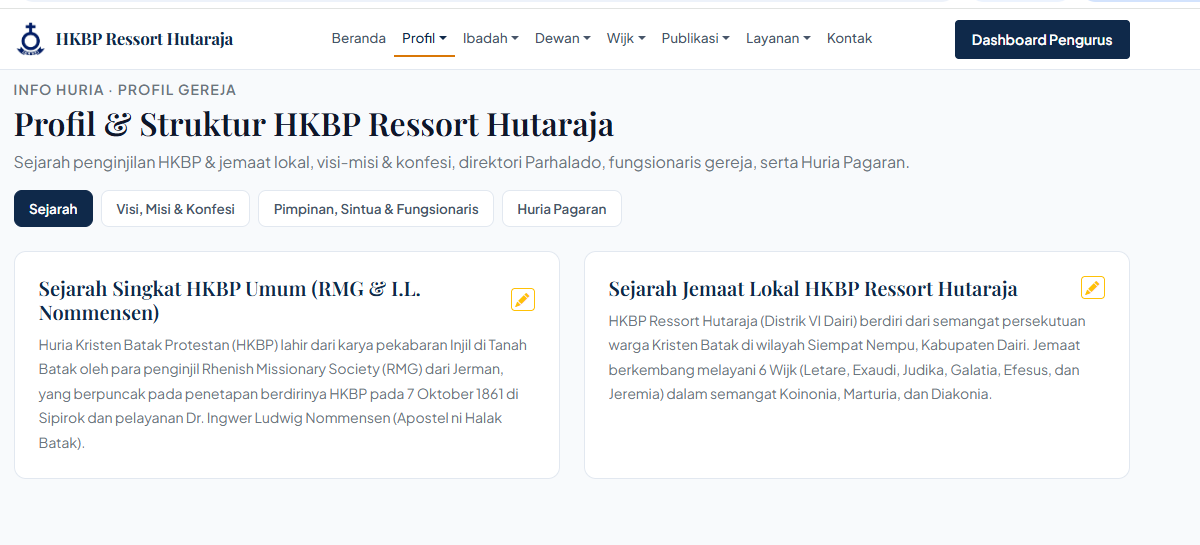 HKBP Ressort Hutaraja
Beranda Profil Ibadah Dewan Wijk Publikasi Layanan Kontak
Dashboard Pengurus
INFO HURIA · PROFIL GEREJA
Profil & Struktur HKBP Ressort Hutaraja
Sejarah penginjilan HKBP & jemaat lokal, visi-misi & konfesi, direktori Parhalado, fungsionaris gereja, serta Huria Pagaran.
Sejarah
Visi, Misi & Konfesi
Pimpinan, Sintua & Fungsionaris
Huria Pagaran
Sejarah Singkat HKBP Umum (RMG & I.L.
Nommensen)
Huria Kristen Batak Protestan (HKBP) lahir dari karya pekabaran Injil di Tanah
Batak oleh para penginjil Rhenish Missionary Society (RMG) dari Jerman,
yang berpuncak pada penetapan berdirinya HKBP pada 7 Oktober 1861 di
Sipirok dan pelayanan Dr. Ingwer Ludwig Nommensen (Apostel ni Halak
Batak).
Sejarah Jemaat Lokal HKBP Ressort Hutaraja
HKBP Ressort Hutaraja (Distrik VI Dairi) berdiri dari semangat persekutuan
warga Kristen Batak di wilayah Siempat Nempu, Kabupaten Dairi. Jemaat
berkembang melayani 6 Wijk (Letare, Exaudi, Judika, Galatia, Efesus, dan
Jeremia) dalam semangat Koinonia, Marturia, dan Diakonia.